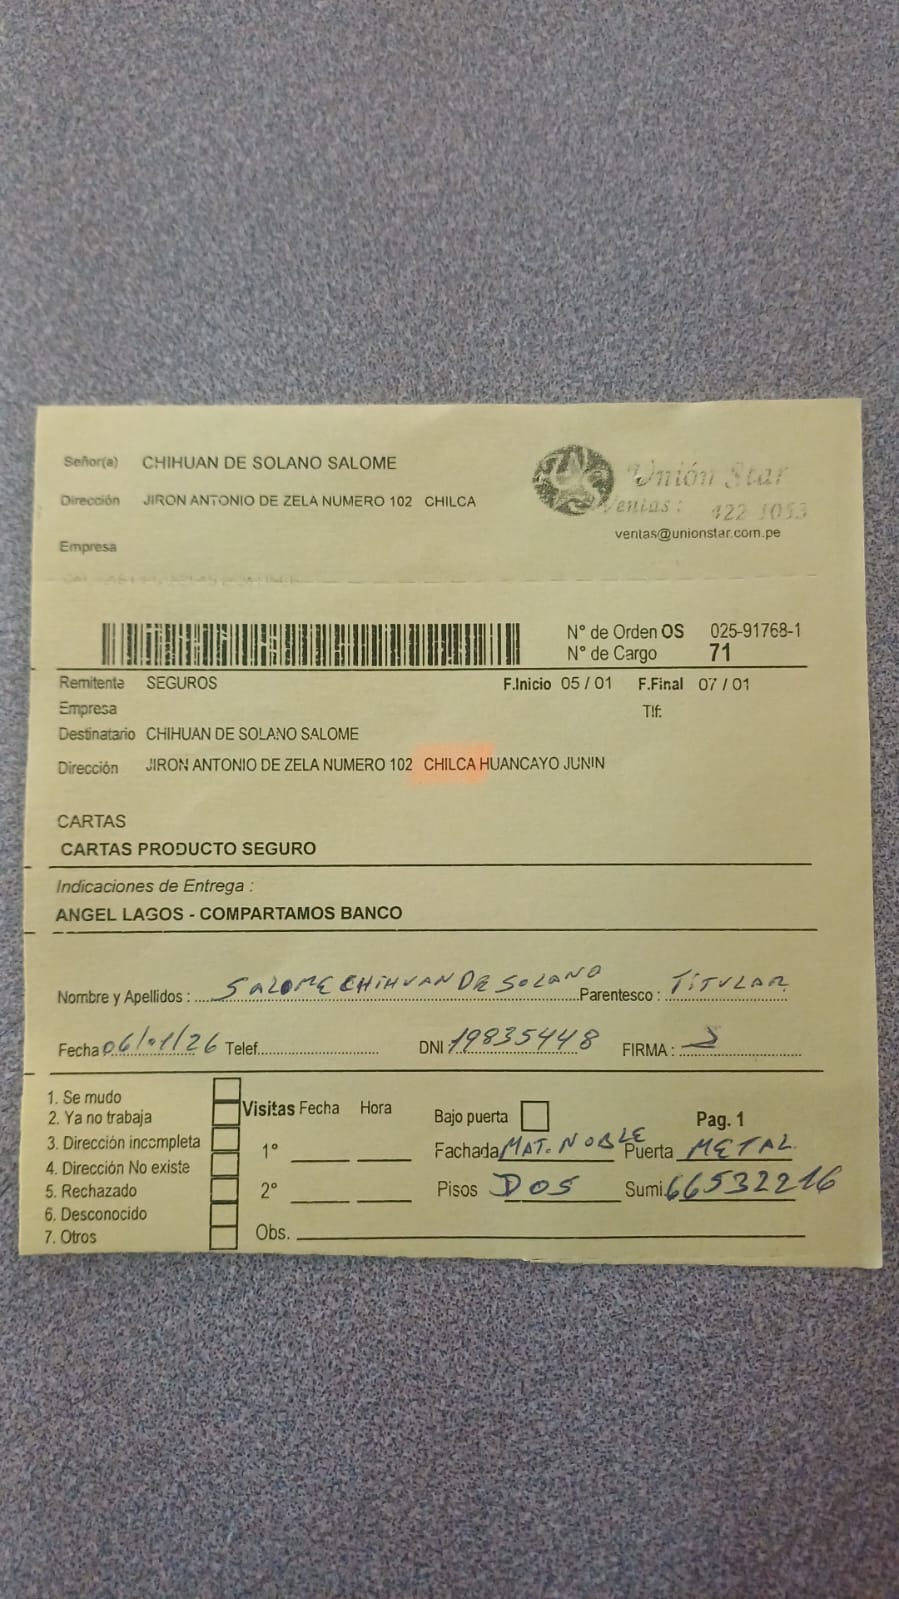 Señor(a) CHIHUAN DE SOLANO SALOME
Dirección JIRON ANTONIO DE ZELA NUMERO 102 CHILCA
Empresa
Unión Star
Ventas: 422 1053
ventas@unionstar.com.pe
N° de Orden OS 025-91768-1
N° de Cargo 71
Remitente SEGUROS F.Inicio 05 / 01 F.Final 07 / 01
Empresa Tlf:
Destinatario CHIHUAN DE SOLANO SALOME
Dirección JIRON ANTONIO DE ZELA NUMERO 102 CHILCA HUANCAYO JUNIN
CARTAS
CARTAS PRODUCTO SEGURO
Indicaciones de Entrega :
ANGEL LAGOS - COMPARTAMOS BANCO
Nombre y Apellidos : SALOME CHIHUAN DE SOLANO Parentesco : TITULAR
Fecha 06/01/26 Telef. DNI 19835448 FIRMA :
1. Se mudo
2. Ya no trabaja
3. Dirección incompleta
4. Dirección No existe
5. Rechazado
6. Desconocido
7. Otros
Visitas Fecha Hora
1°
2°
Obs.
Bajo puerta Pag. 1
Fachada MAT. NOBLE Puerta METAL
Pisos DOS Sumi. 66532216